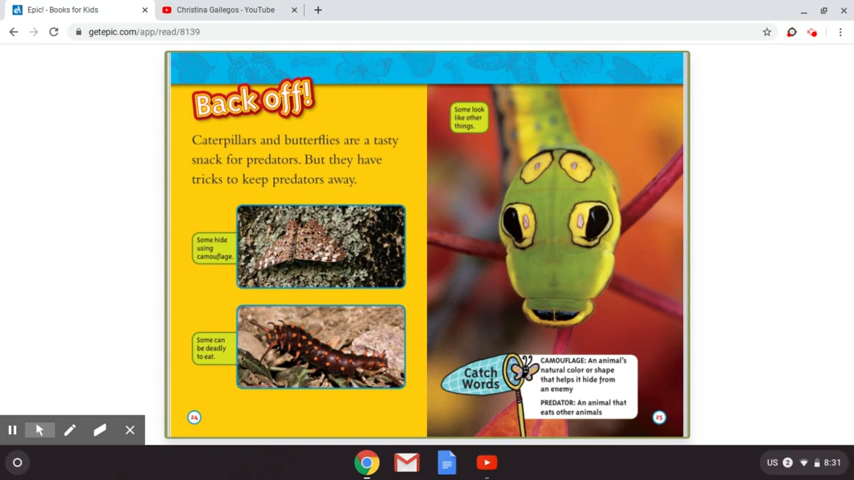 Epic! - Books for Kids
Christina Gallegos - YouTube
getepic.com/app/read/8139
Back off!
Caterpillars and butterflies are a tasty
snack for predators. But they have
tricks to keep predators away.
Some hide
using
camouflage.
Some can
be deadly
to eat.
24
Some look
like other
things.
Catch
Words
CAMOUFLAGE: An animal's
natural color or shape
that helps it hide from
an enemy
PREDATOR: An animal that
eats other animals
25
US 2 8:31